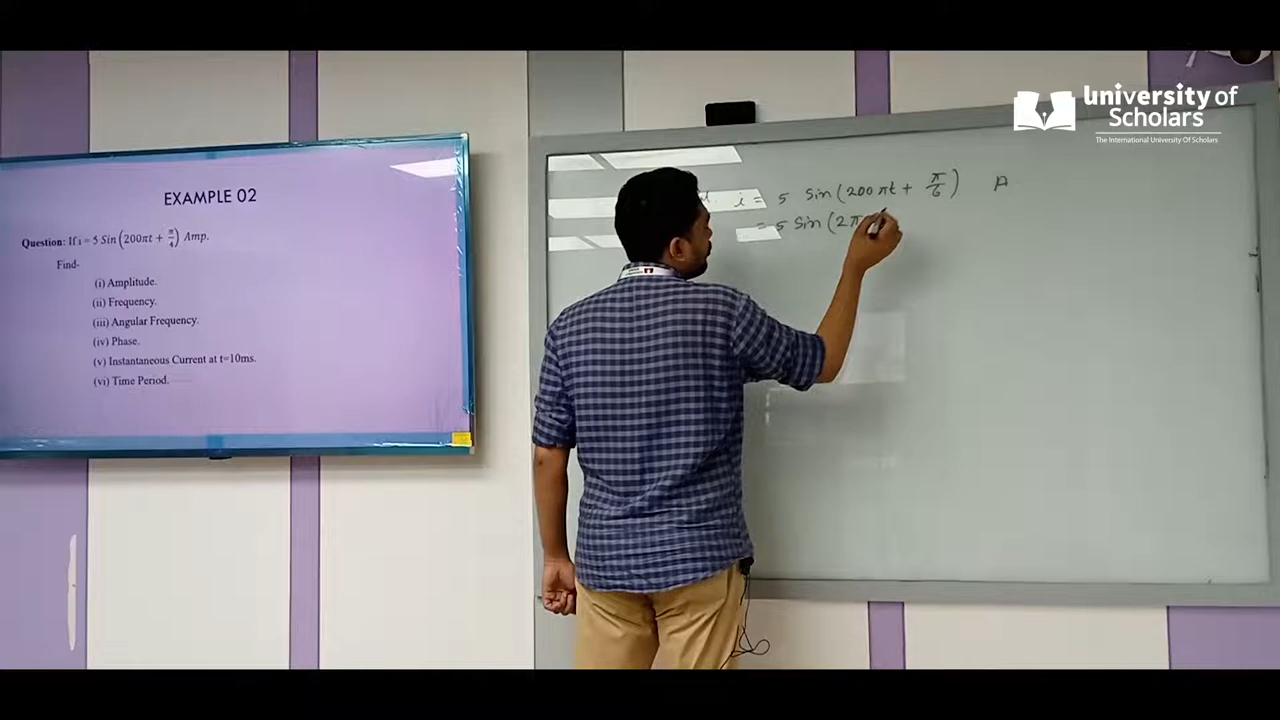 EXAMPLE 02
Question: If i = 5 Sin(200πt + π/4) Amp.
Find-
(i) Amplitude.
(ii) Frequency.
(iii) Angular Frequency.
(iv) Phase.
(v) Instantaneous Current at t=10ms.
(vi) Time Period.
i = 5 Sin(200πt + π/6) A
= 5 Sin(2π
University of
Scholars
The International University Of Scholars